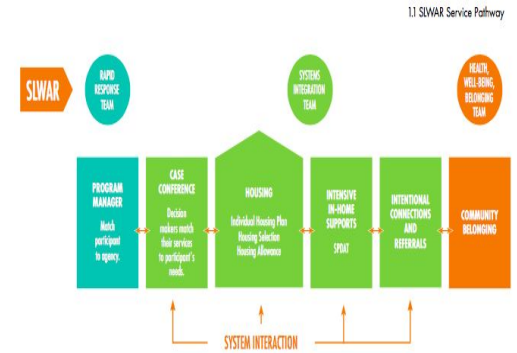 1.1 SLWAR Service Pathway
SLWAR
RAPID
RESPONSE
TEAM
SYSTEMS
INTEGRATION
TEAM
HEALTH,
WELL-BEING,
BELONGING
TEAM
PROGRAM
MANAGER
Match
participant
to agency.
CASE
CONFERENCE
Decision
makers match
their services
to participant's
needs.
HOUSING
Individual Housing Plan
Housing Selection
Housing Allowance
INTENSIVE
IN-HOME
SUPPORTS
SPDAT
INTENTIONAL
CONNECTIONS
AND
REFERRALS
COMMUNITY
BELONGING
SYSTEM INTERACTION